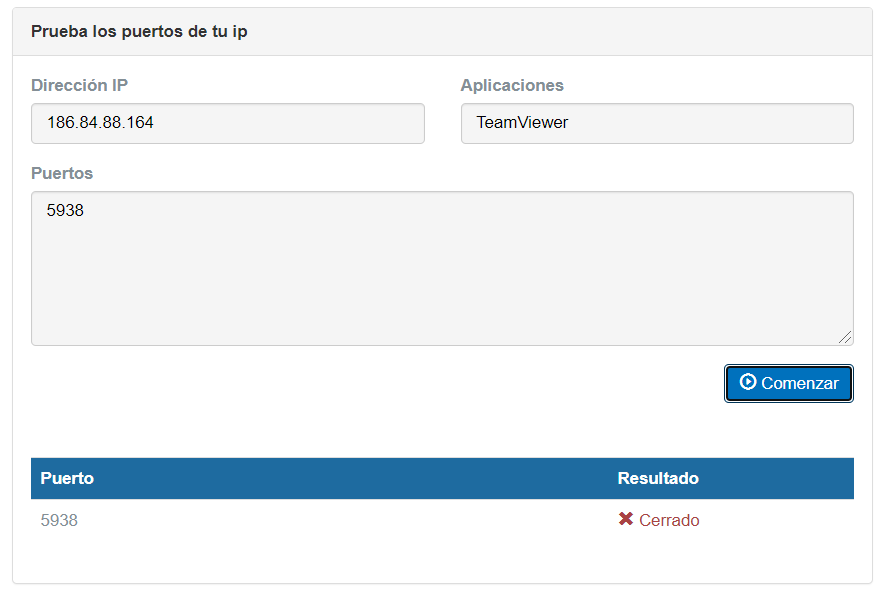 Prueba los puertos de tu ip
Dirección IP
Aplicaciones
186.84.88.164
TeamViewer
Puertos
5938
Comenzar
Puerto
Resultado
5938
Cerrado